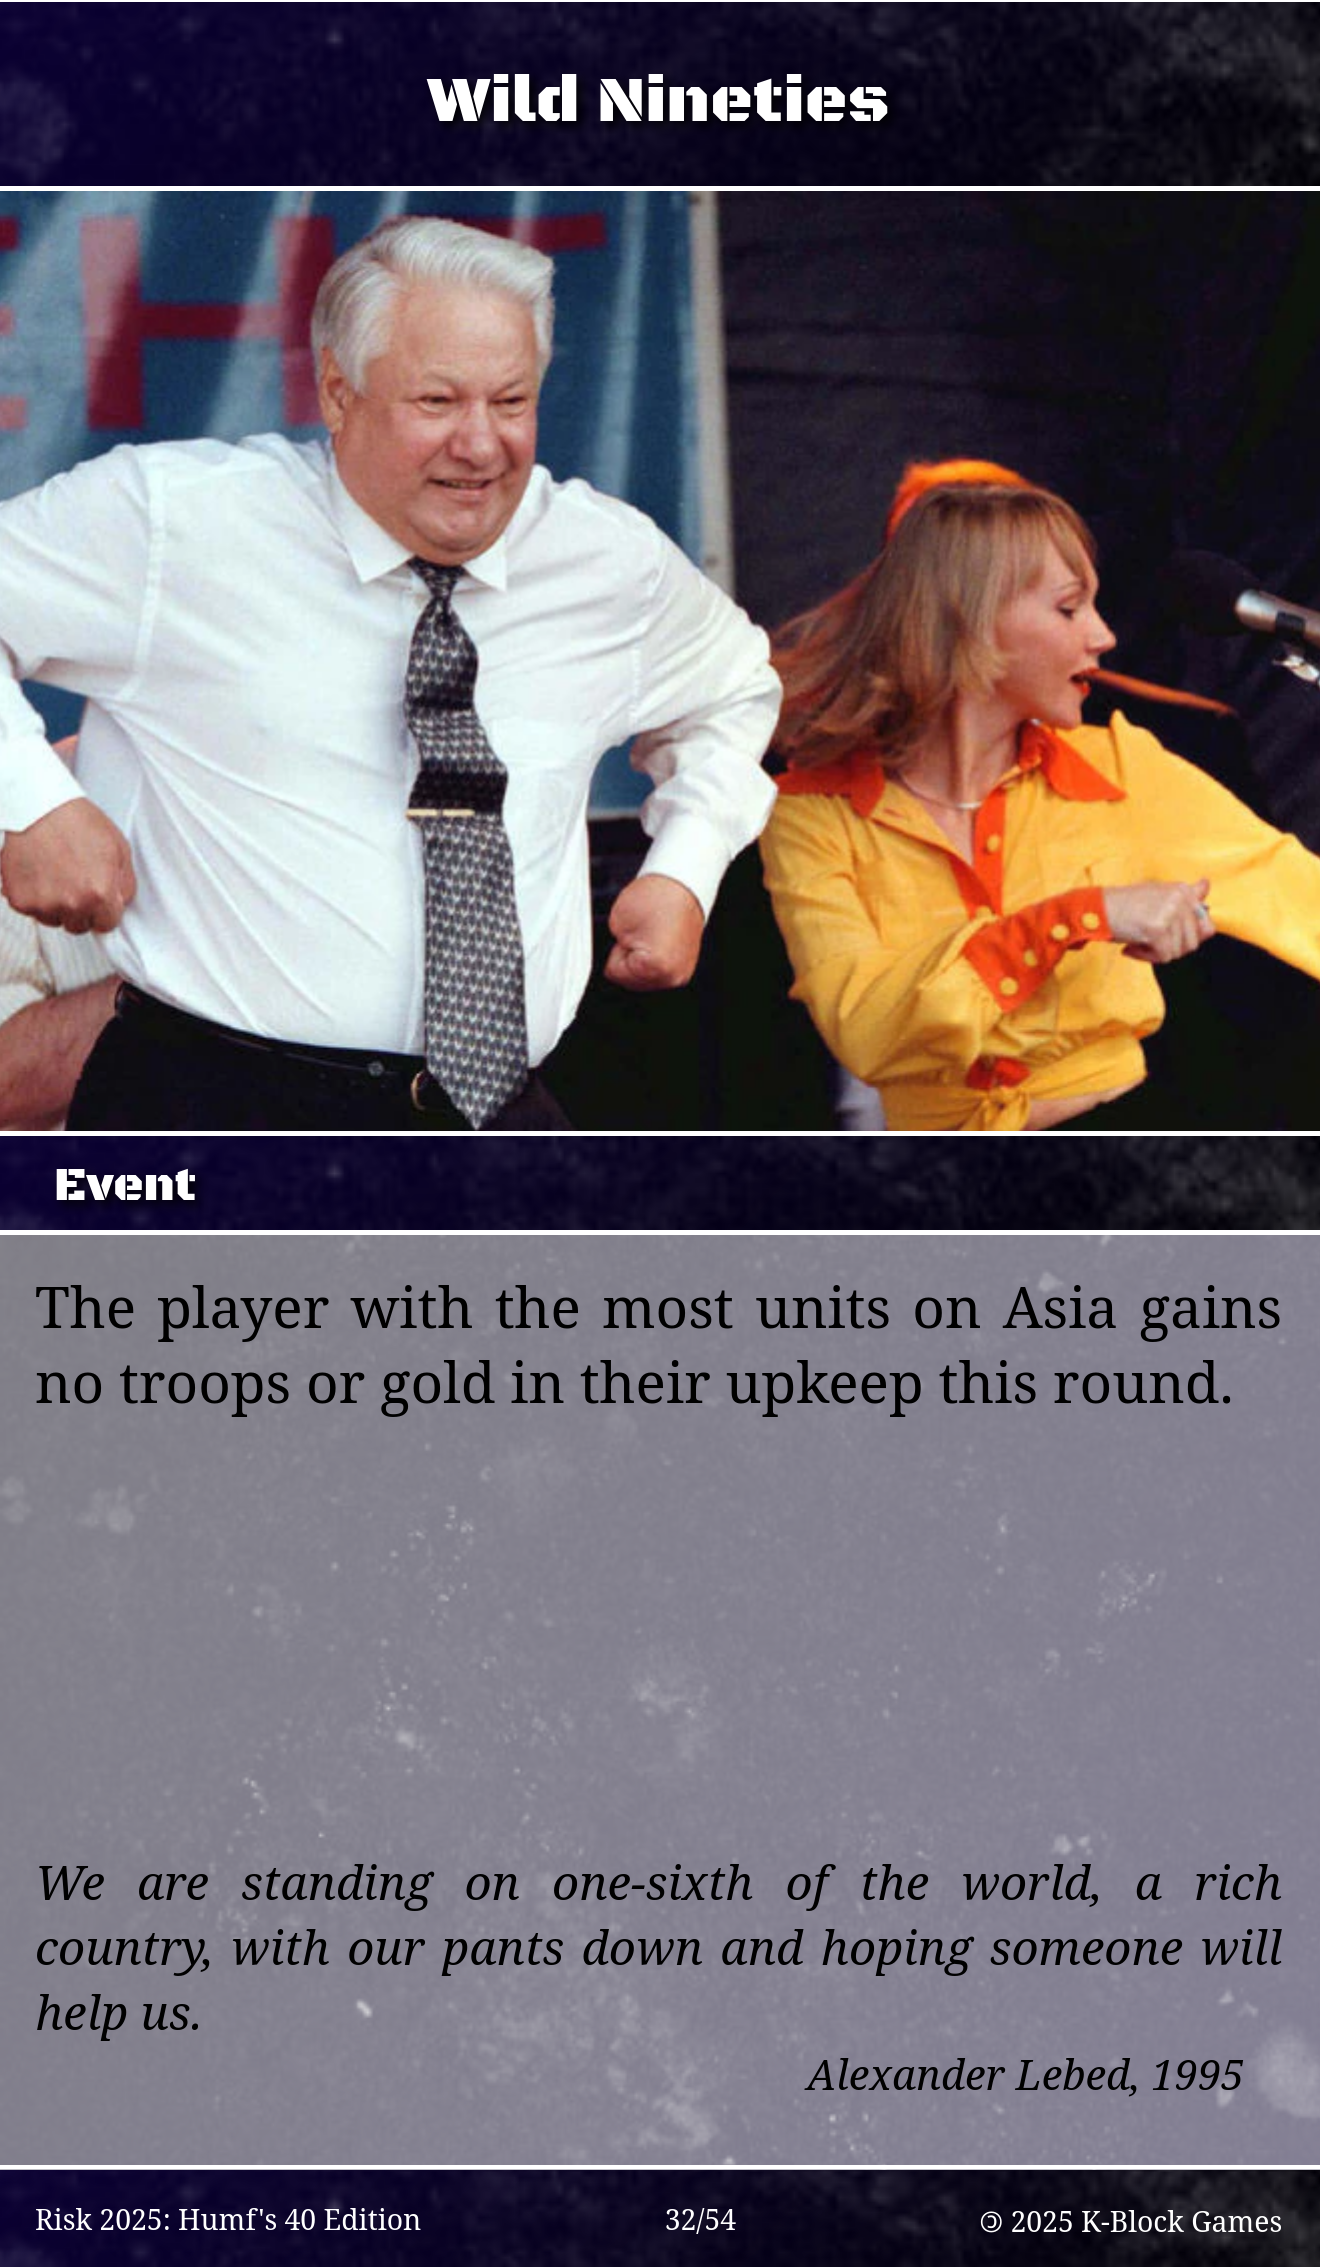 Wild Nineties
ЕНТ
Event
The player with the most units on Asia gains
no troops or gold in their upkeep this round.
We are standing on one-sixth of the world, a rich
country, with our pants down and hoping someone will
help us.
Alexander Lebed, 1995
Risk 2025: Humf's 40 Edition
32/54
🄯 2025 K-Block Games